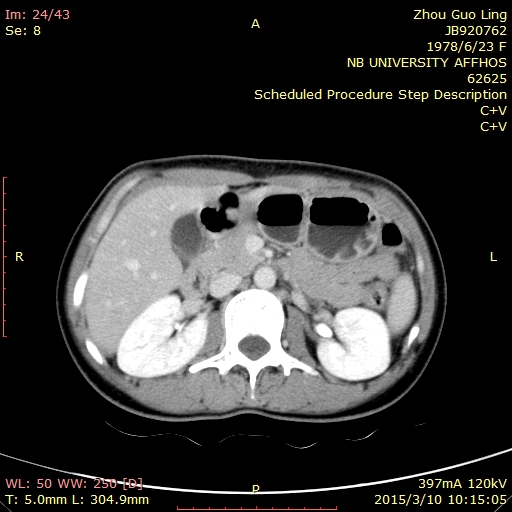 Im: 24/43
Se: 8
A
Zhou Guo Ling
JB920762
1978/6/23 F
NB UNIVERSITY AFFHOS
62625
Scheduled Procedure Step Description
C+V
C+V
R
L
WL: 50 WW: 250 [D]
T: 5.0mm L: 304.9mm
P
397mA 120kV
2015/3/10 10:15:05